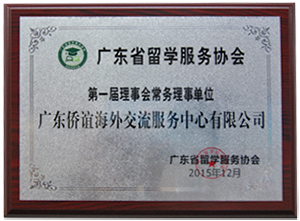 广东省留学服务协会
第一届理事会常务理事单位
广东侨谊海外交流服务中心有限公司
广东省留学服务协会
2015年12月